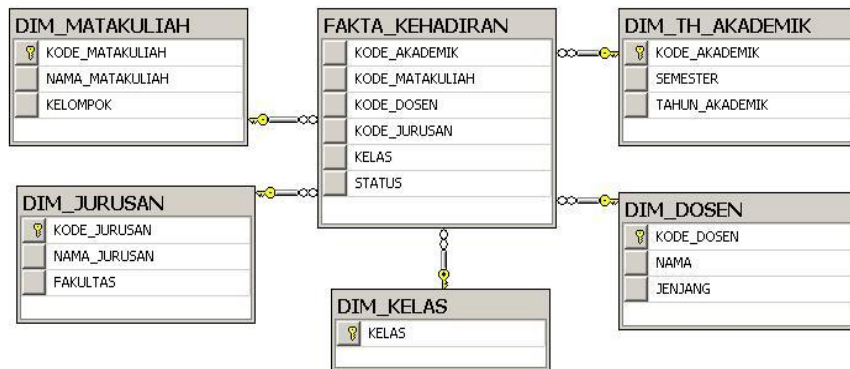 DIM_MATAKULIAH
KODE_MATAKULIAH
NAMA_MATAKULIAH
KELOMPOK
FAKTA_KEHADIRAN
KODE_AKADEMIK
KODE_MATAKULIAH
KODE_DOSEN
KODE_JURUSAN
KELAS
STATUS
DIM_TH_AKADEMIK
KODE_AKADEMIK
SEMESTER
TAHUN_AKADEMIK
DIM_JURUSAN
KODE_JURUSAN
NAMA_JURUSAN
FAKULTAS
DIM_KELAS
KELAS
DIM_DOSEN
KODE_DOSEN
NAMA
JENJANG